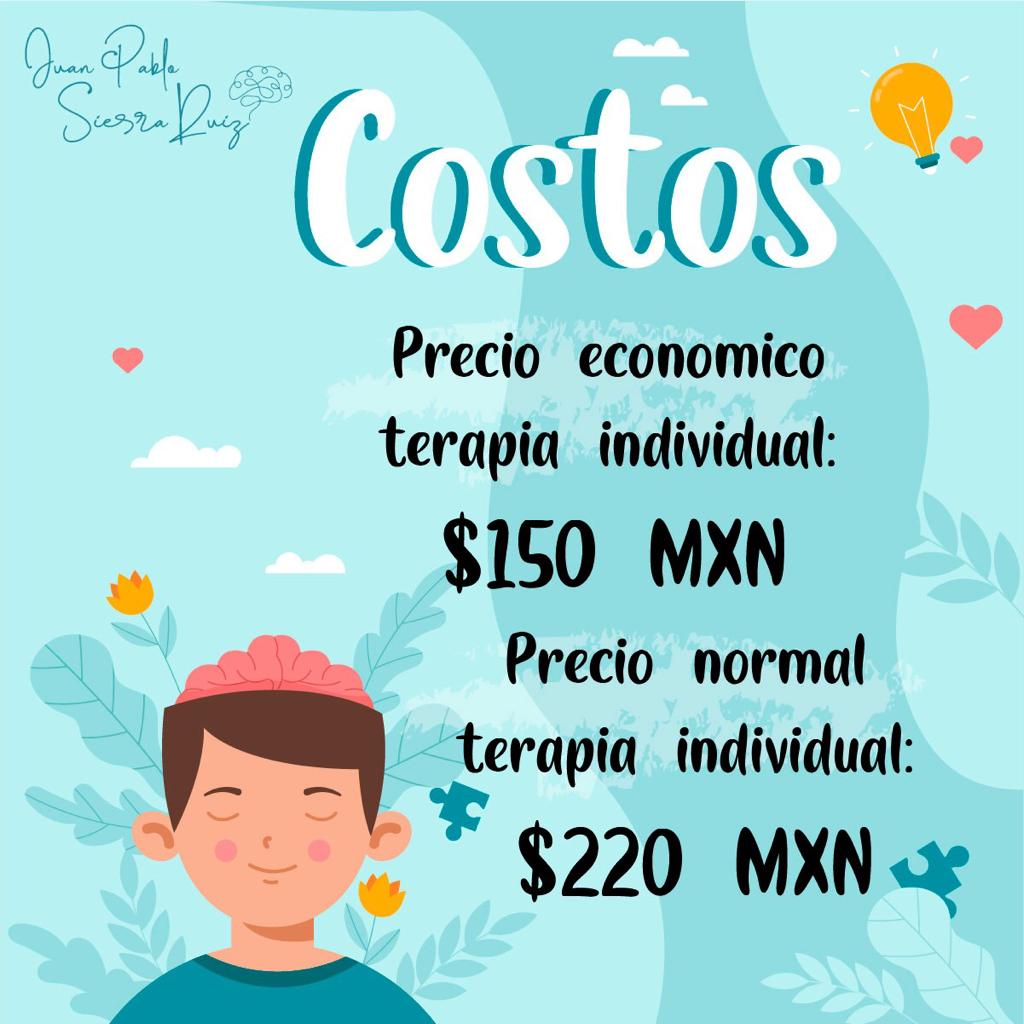 Juan Pablo
Sierra Ruiz
Costos
Precio economico
terapia individual:
$150 MXN
Precio normal
terapia individual:
$220 MXN